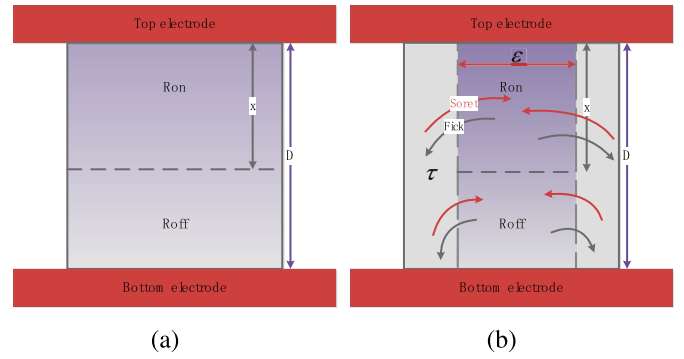 Top electrode
Ron
x
D
Roff
Bottom electrode
(a)
Top electrode
ε
Ron
Soret
x
Fick
D
τ
Roff
Bottom electrode
(b)